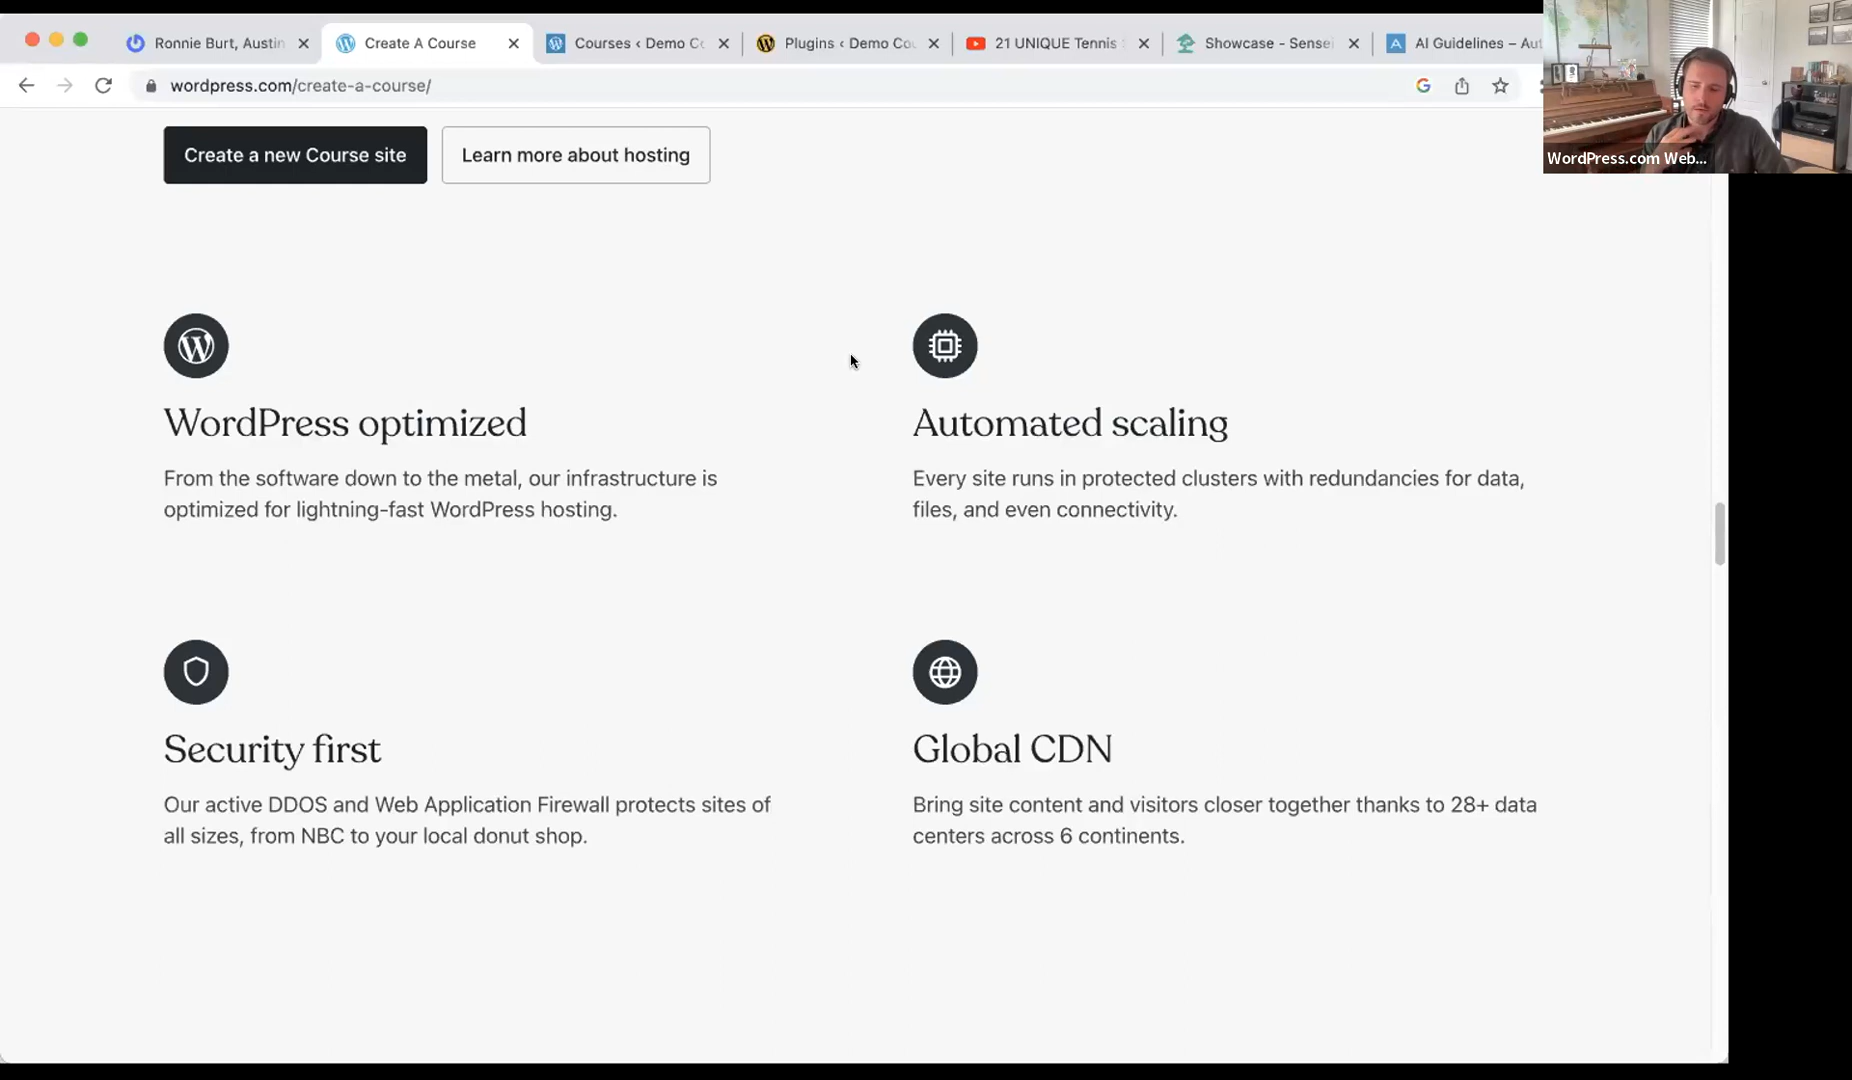 Ronnie Burt, Austin
Create A Course
Courses ‹ Demo Co
Plugins ‹ Demo Cou
21 UNIQUE Tennis
Showcase - Sensei
AI Guidelines – Aut
wordpress.com/create-a-course/
WordPress.com Web...
Create a new Course site
Learn more about hosting
WordPress optimized
From the software down to the metal, our infrastructure is
optimized for lightning-fast WordPress hosting.
Automated scaling
Every site runs in protected clusters with redundancies for data,
files, and even connectivity.
Security first
Our active DDOS and Web Application Firewall protects sites of
all sizes, from NBC to your local donut shop.
Global CDN
Bring site content and visitors closer together thanks to 28+ data
centers across 6 continents.